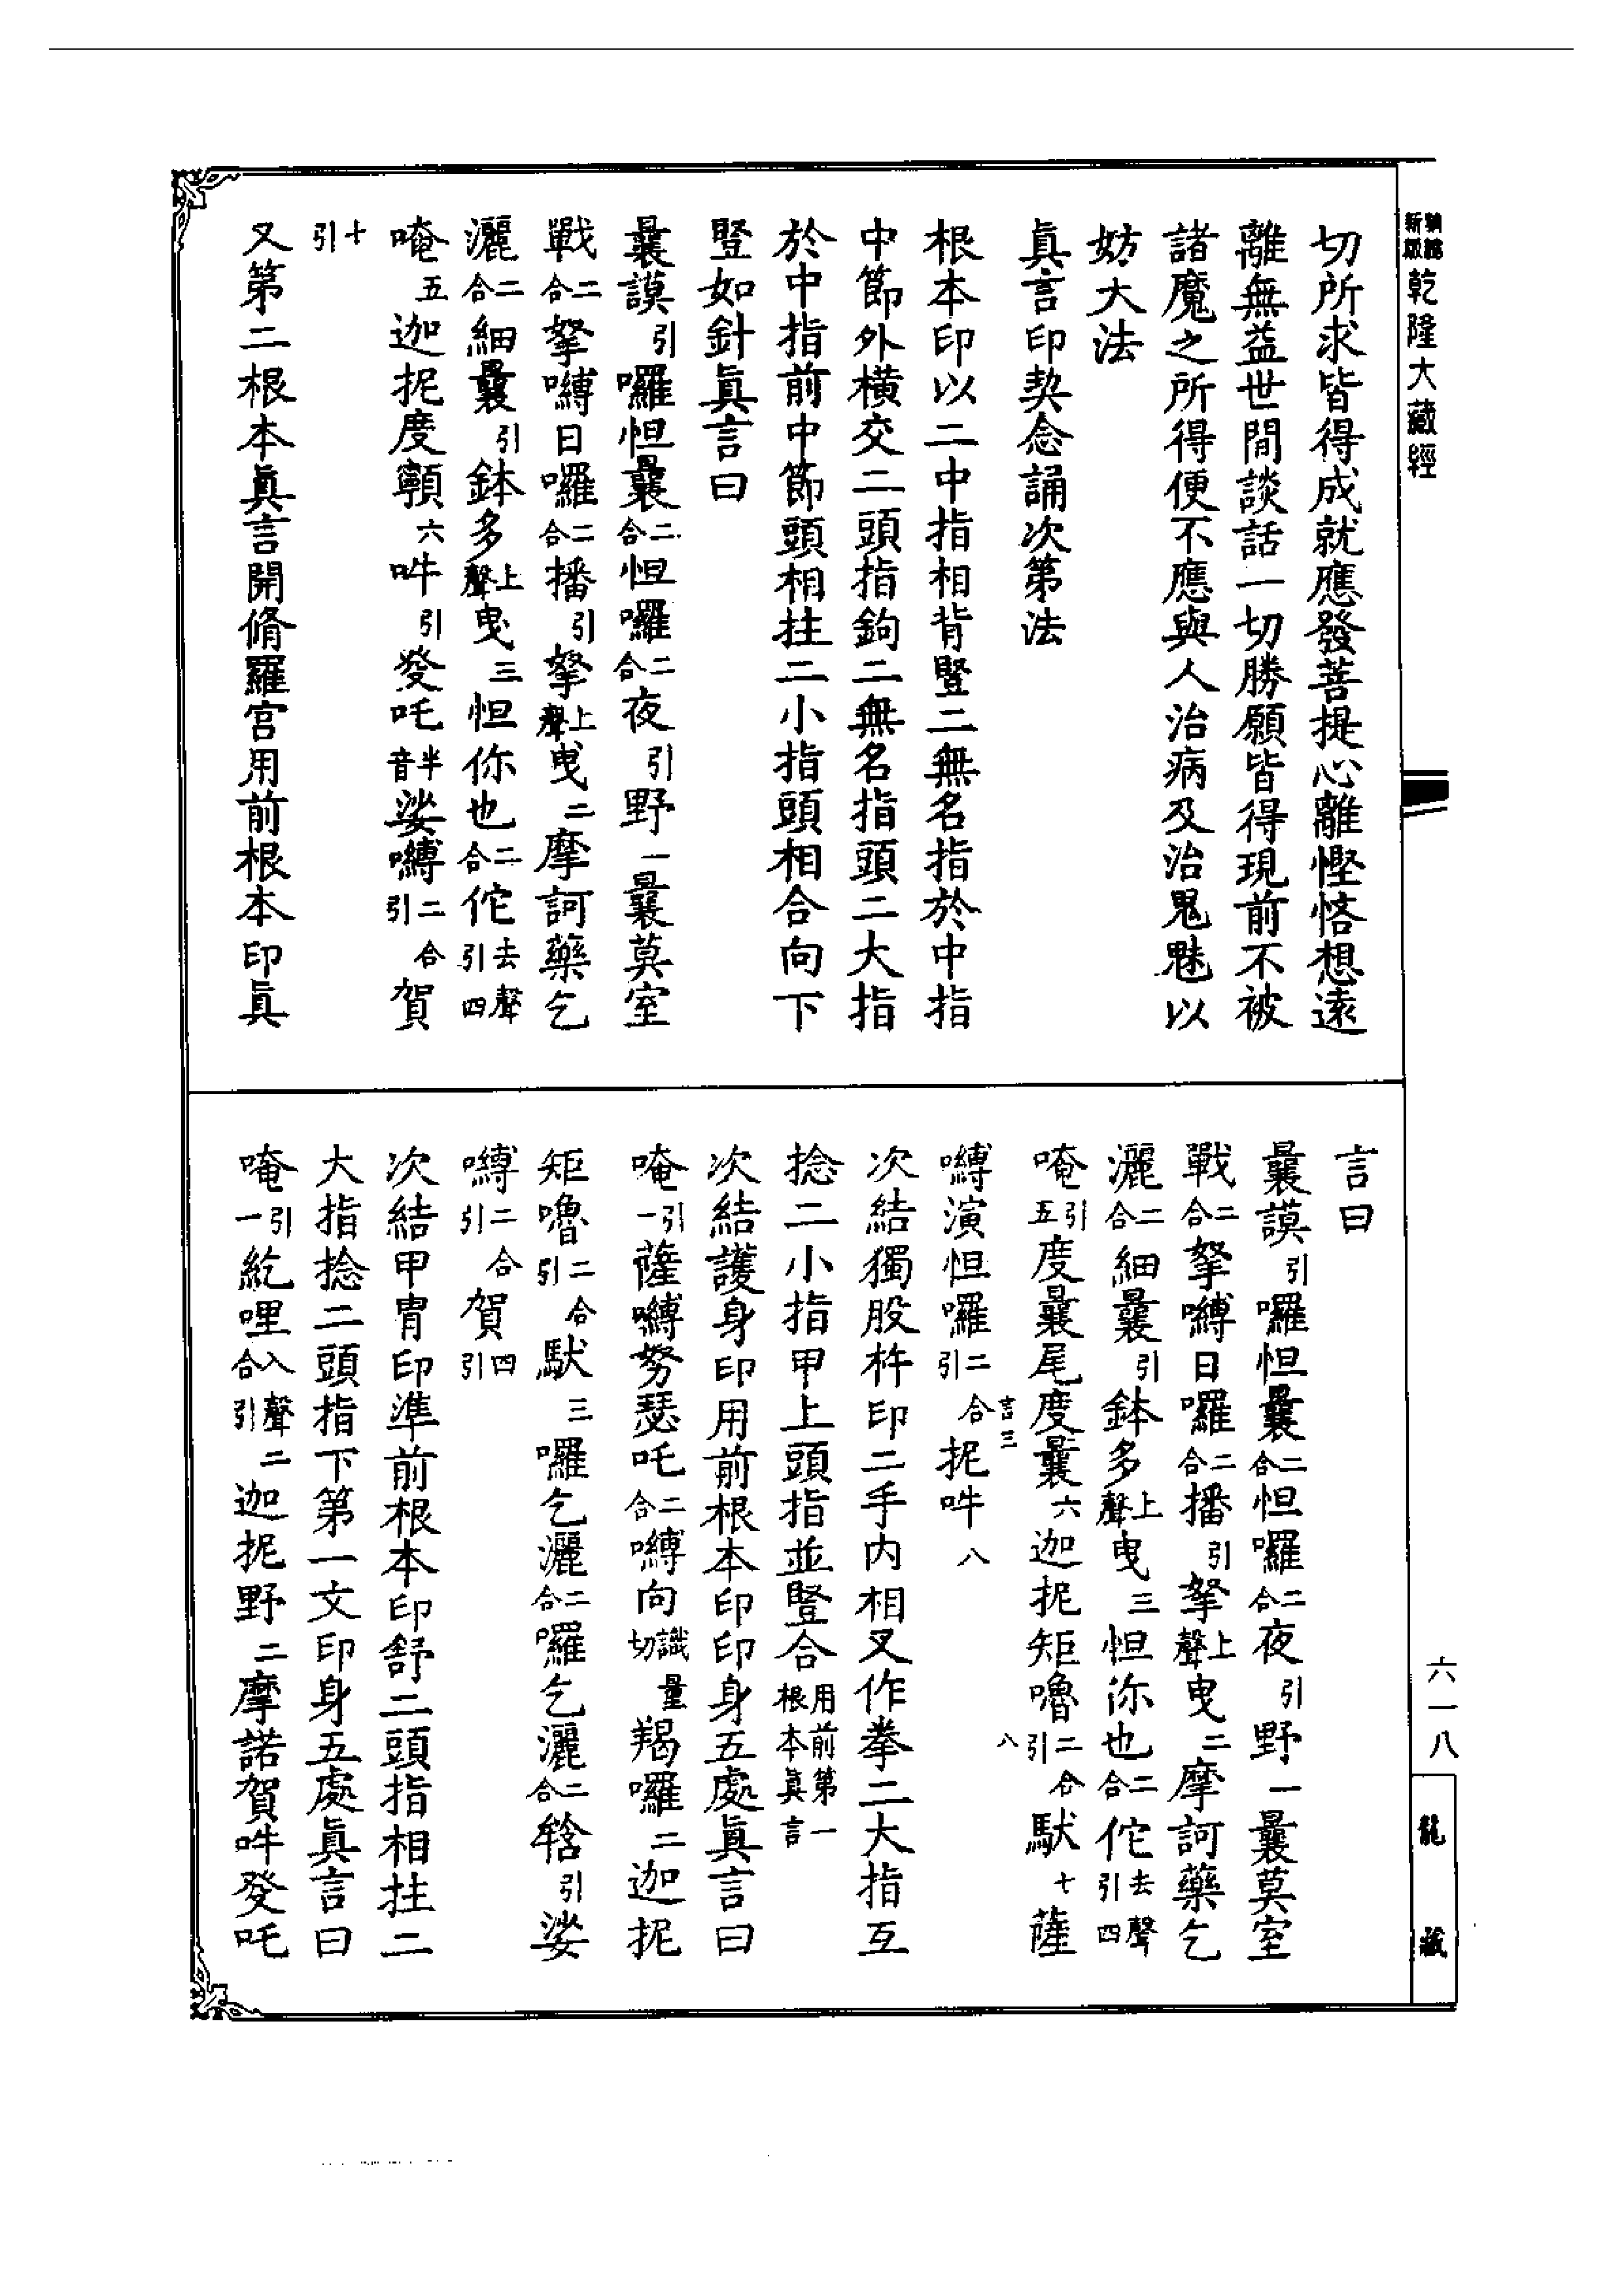 乾隆大藏經
切所求皆得成就應發菩提心離慳悋想遠
離無益世間談話一切勝願皆得現前不被
諸魔之所得便不應與人治病及治鬼魅以
妨大法
真言印契念誦次第法
根本印以二中指相背豎二無名指於中指
中節外橫交二頭指鉤二無名指頭二大指
於中指前中節頭相拄二小指頭相合向下
豎如針真言曰
曩謨引囉怛曩二合怛囉二合夜引野一曩莫室
戰二合拏嚩日囉二合播引拏上聲曳二摩訶藥乞
灑二合細曩引鉢多上聲曳三怛你也二合佗去聲引四
唵五迦抳度顐六吽引癹吒半音娑嚩二合引賀
七引
又第二根本真言開脩羅宮用前根本印真
言曰
曩謨引囉怛曩二合怛囉二合夜引野一曩莫室
戰二合拏嚩日囉二合播引拏上聲曳二摩訶藥乞
灑二合細曩引鉢多上聲曳三怛沵也二合佗去聲引四
唵引五度曩尾度曩六迦抳矩嚕二合引馱七薩
嚩演怛囉二合引抳吽八
次結獨股杵印二手內相叉作拳二大指互
捻二小指甲上頭指並豎合用前第一根本真言
次結護身印用前根本印印身五處真言曰
唵引一薩嚩努瑟吒二合嚩向識量切羯囉二迦抳
矩嚕二合引馱三囉乞灑二合囉乞灑二合𤚥引娑
嚩二合引賀四引
次結甲冑印準前根本印舒二頭指相拄二
大指捻二頭指下第一文印身五處真言曰
唵引一紇哩入聲合引二迦抳野二摩諾賀吽癹吒
六一八
龍藏